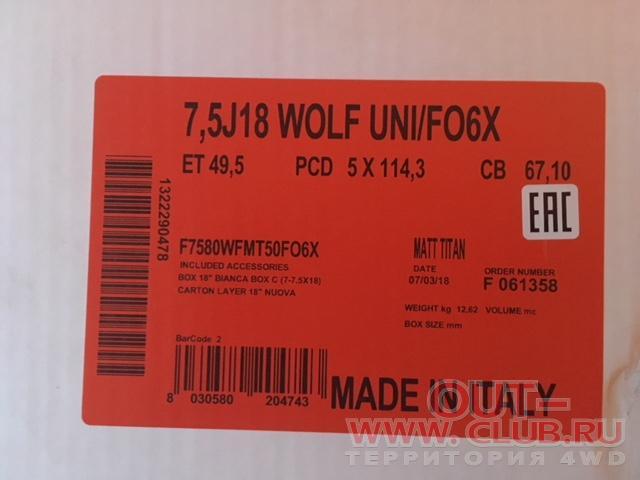 7,5J18 WOLF UNI/FO6X
ET 49,5 PCD 5 X 114,3 CB 67,10
EAC
1322290478
F7580WFMT50FO6X
MATT TITAN
INCLUDED ACCESSORIES
BOX 18" BIANCA BOX C (7-7.5X18)
CARTON LAYER 18" NUOVA
DATE
07/03/18
ORDER NUMBER
F 061358
WEIGHT kg 12,62 VOLUME mc
BOX SIZE mm
BarCode 2
8 030580 204743
MADE IN ITALY
OUT-
WWW.CLUB.RU
ТЕРРИТОРИЯ 4WD